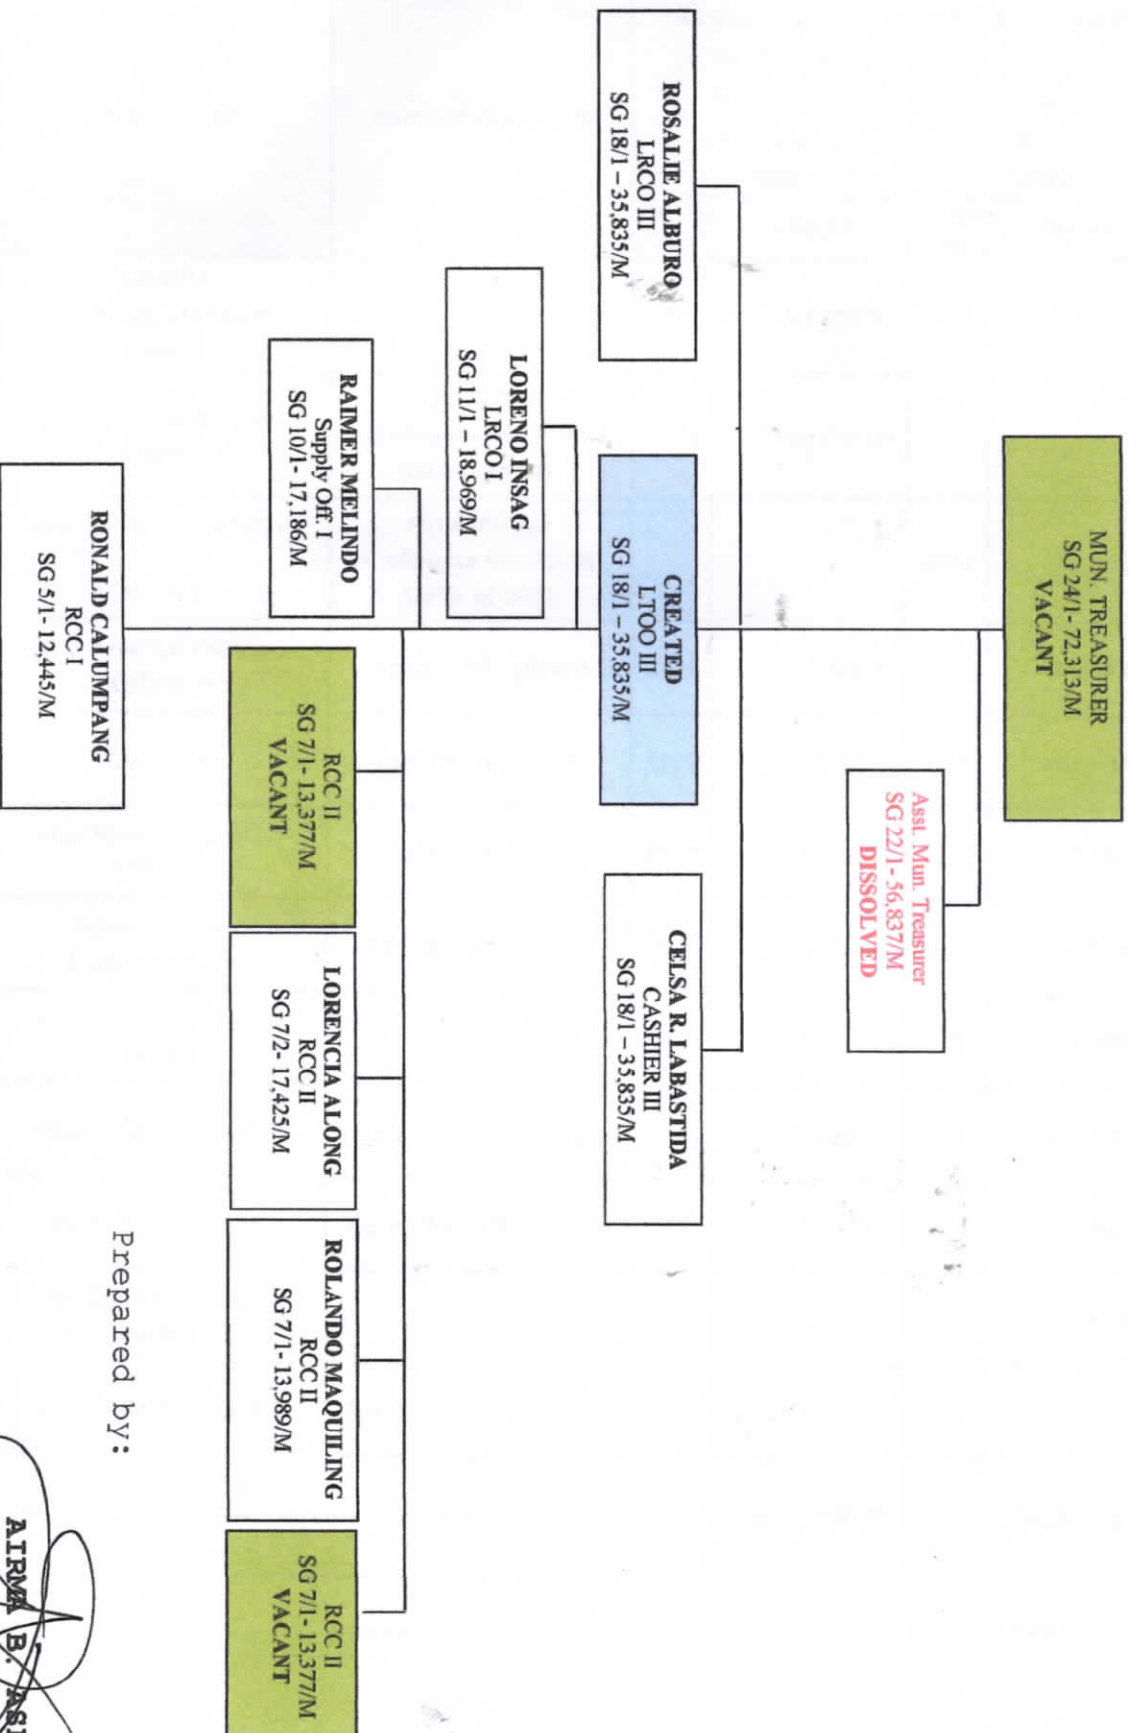 MUN. TREASURER
SG 24/1- 72,313/M
VACANT
Asst. Mun. Treasurer
SG 22/1- 56,837/M
DISSOLVED
ROSALIE ALBURO
LRCO III
SG 18/1 – 35,835/M
CREATED
LTOO III
SG 18/1 – 35,835/M
CELSA R. LABASTIDA
CASHIER III
SG 18/1 – 35,835/M
LORENO INSAG
LRCO I
SG 11/1 – 18,969/M
RAIMER MELINDO
Supply Off. I
SG 10/1- 17,186/M
RCC II
SG 7/1- 13,377/M
VACANT
LORENCIA ALONG
RCC II
SG 7/2- 17,425/M
ROLANDO MAQUILING
RCC II
SG 7/1- 13,989/M
RCC II
SG 7/1- 13,377/M
VACANT
RONALD CALUMPANG
RCC I
SG 5/1- 12,445/M
Prepared by:
AIRMA B.